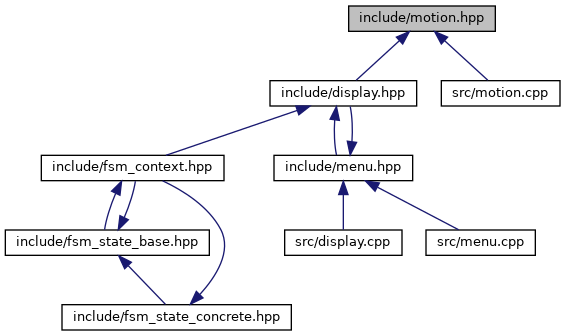 include/motion.hpp
include/display.hpp
src/motion.cpp
include/fsm_context.hpp
include/menu.hpp
include/fsm_state_base.hpp
src/display.cpp
src/menu.cpp
include/fsm_state_concrete.hpp